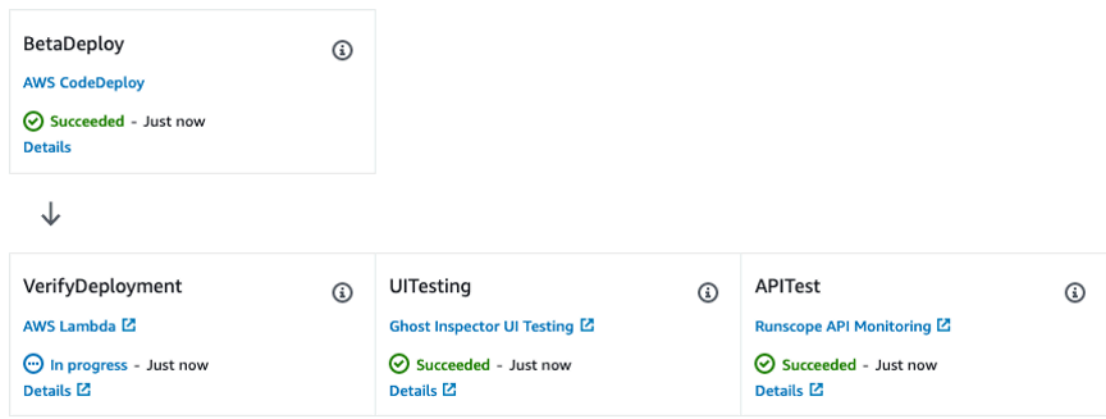 BetaDeploy
AWS CodeDeploy
Succeeded - Just now
Details
VerifyDeployment
AWS Lambda
In progress - Just now
Details
UITesting
Ghost Inspector UI Testing
Succeeded - Just now
Details
APITest
Runscope API Monitoring
Succeeded - Just now
Details